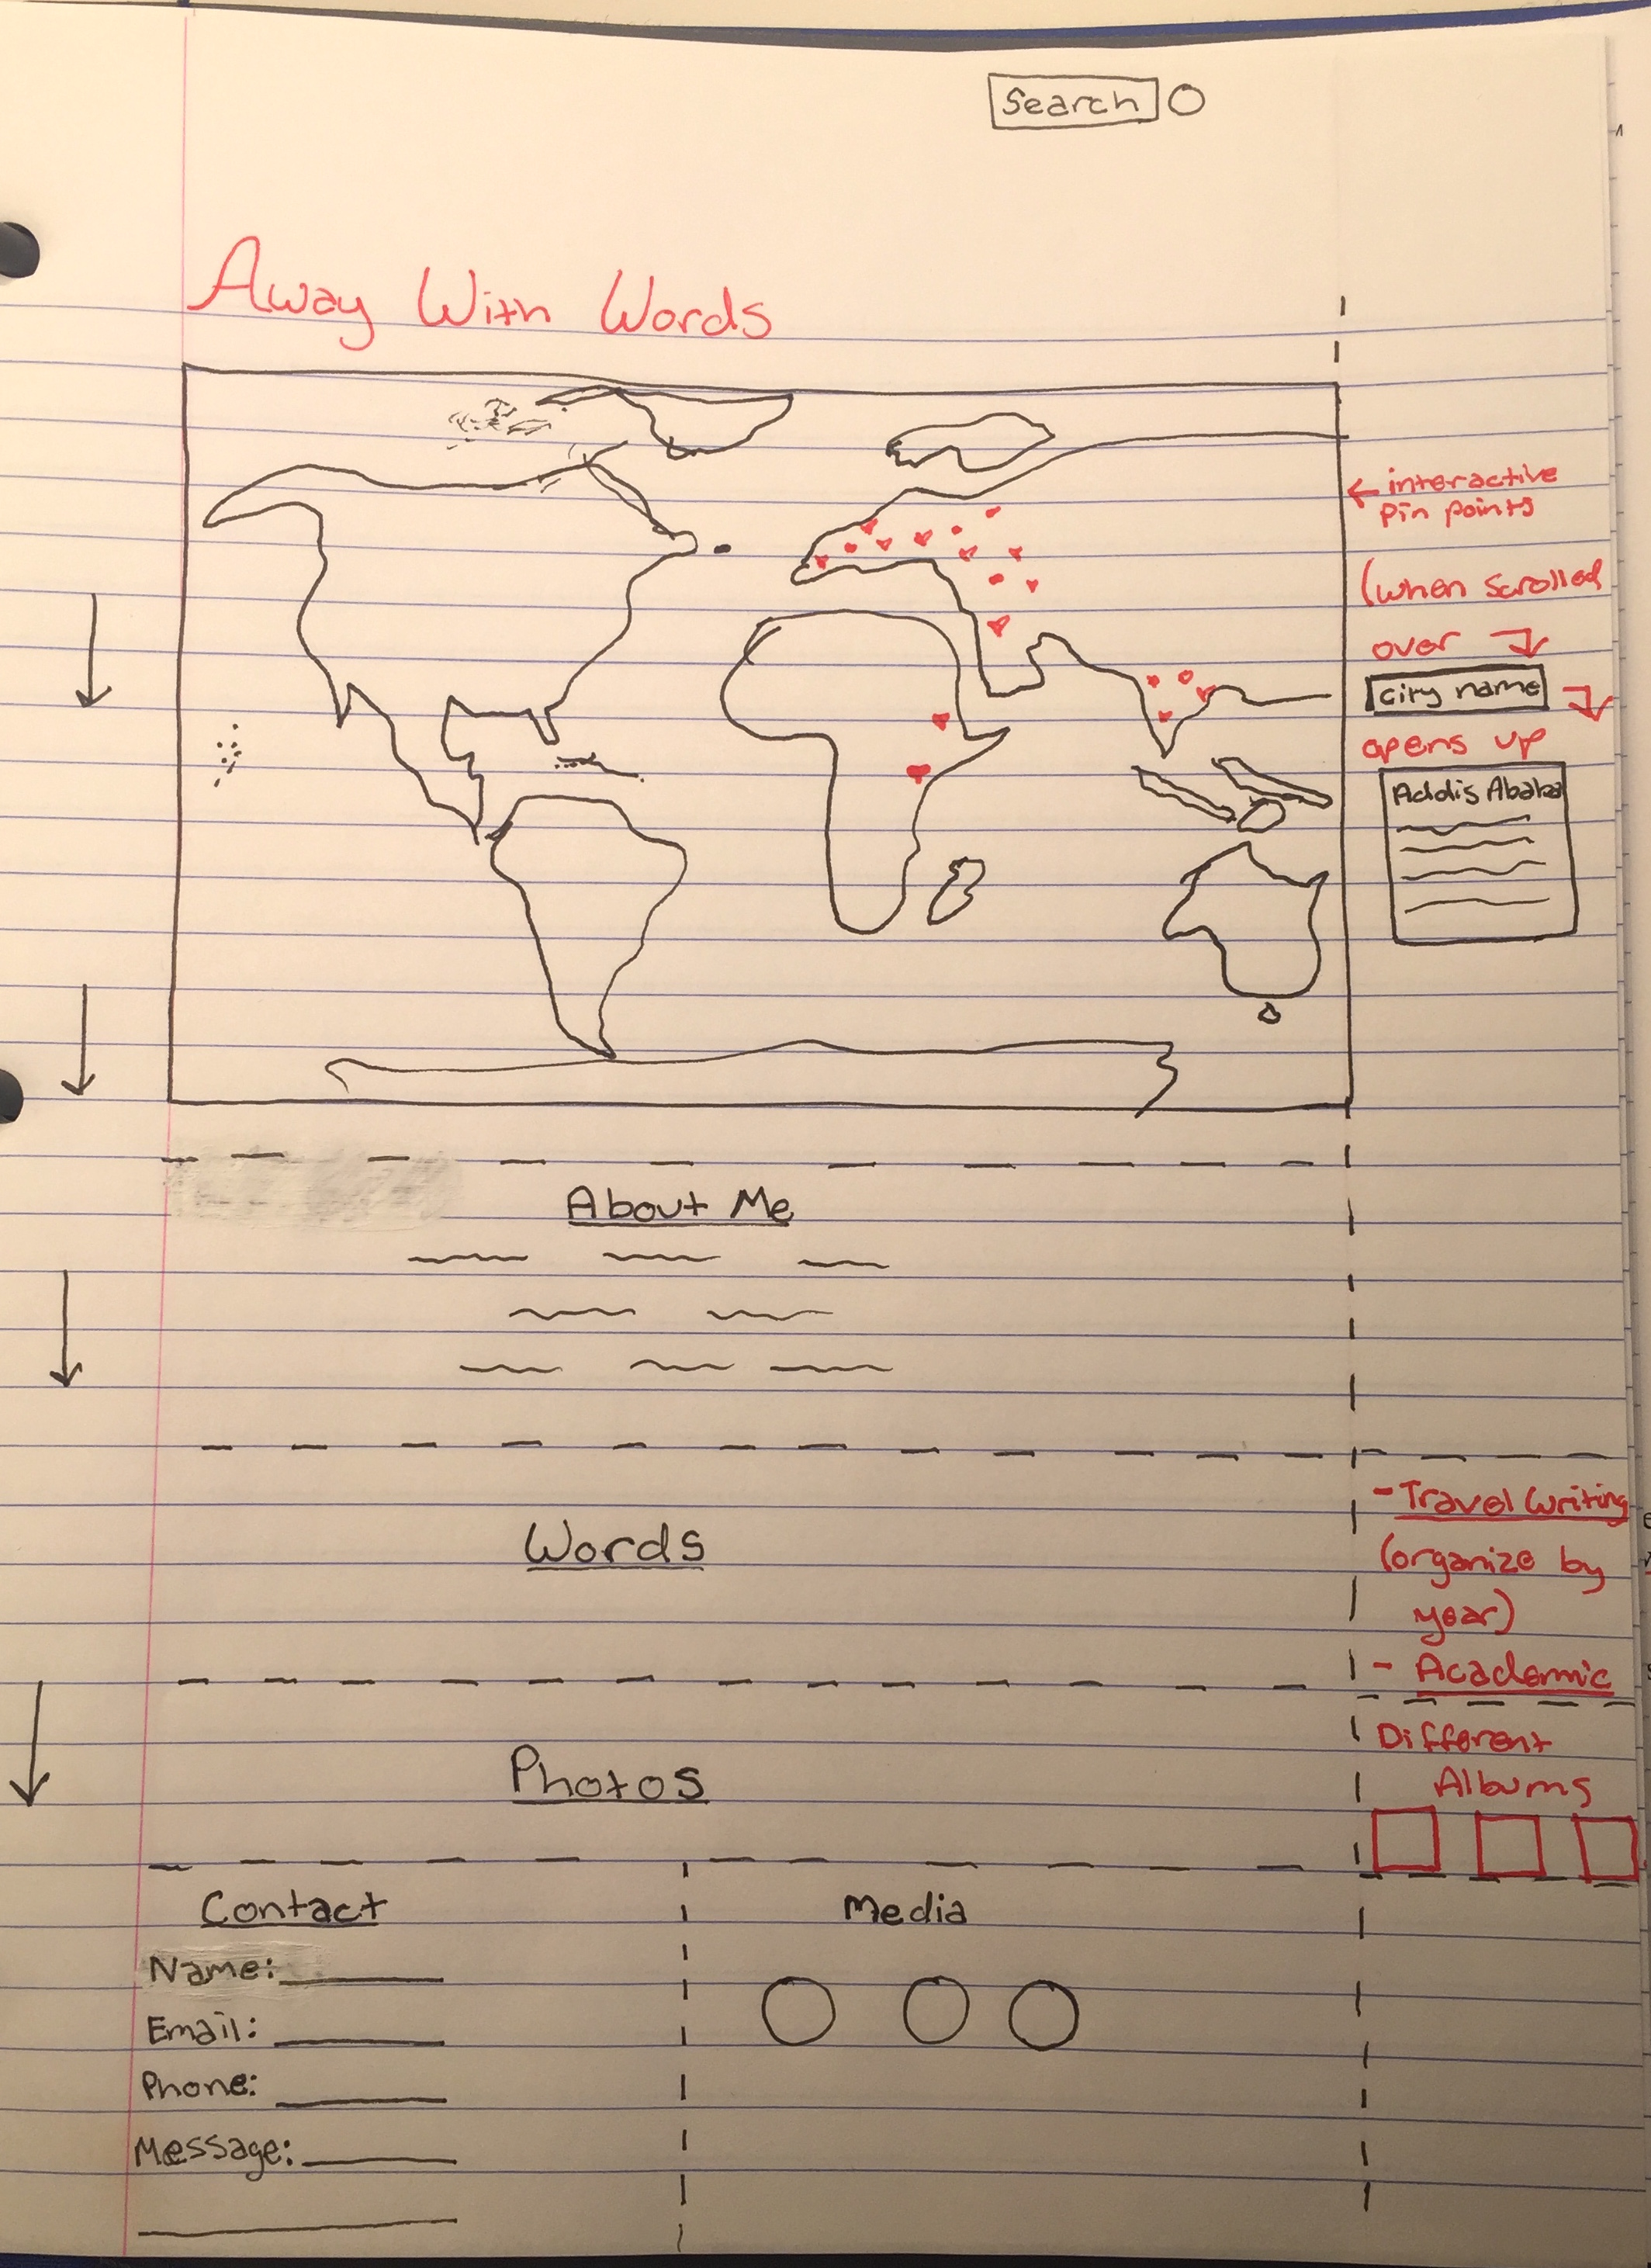 Search
Away With Words
← interactive
pin points
(when scrolled
over
city name
opens up
Addis Ababa
About Me
Words
- Travel Writing
(organize by
year)
- Academic
Photos
Different
Albums
Contact
Media
Name:
Email:
Phone:
Message: